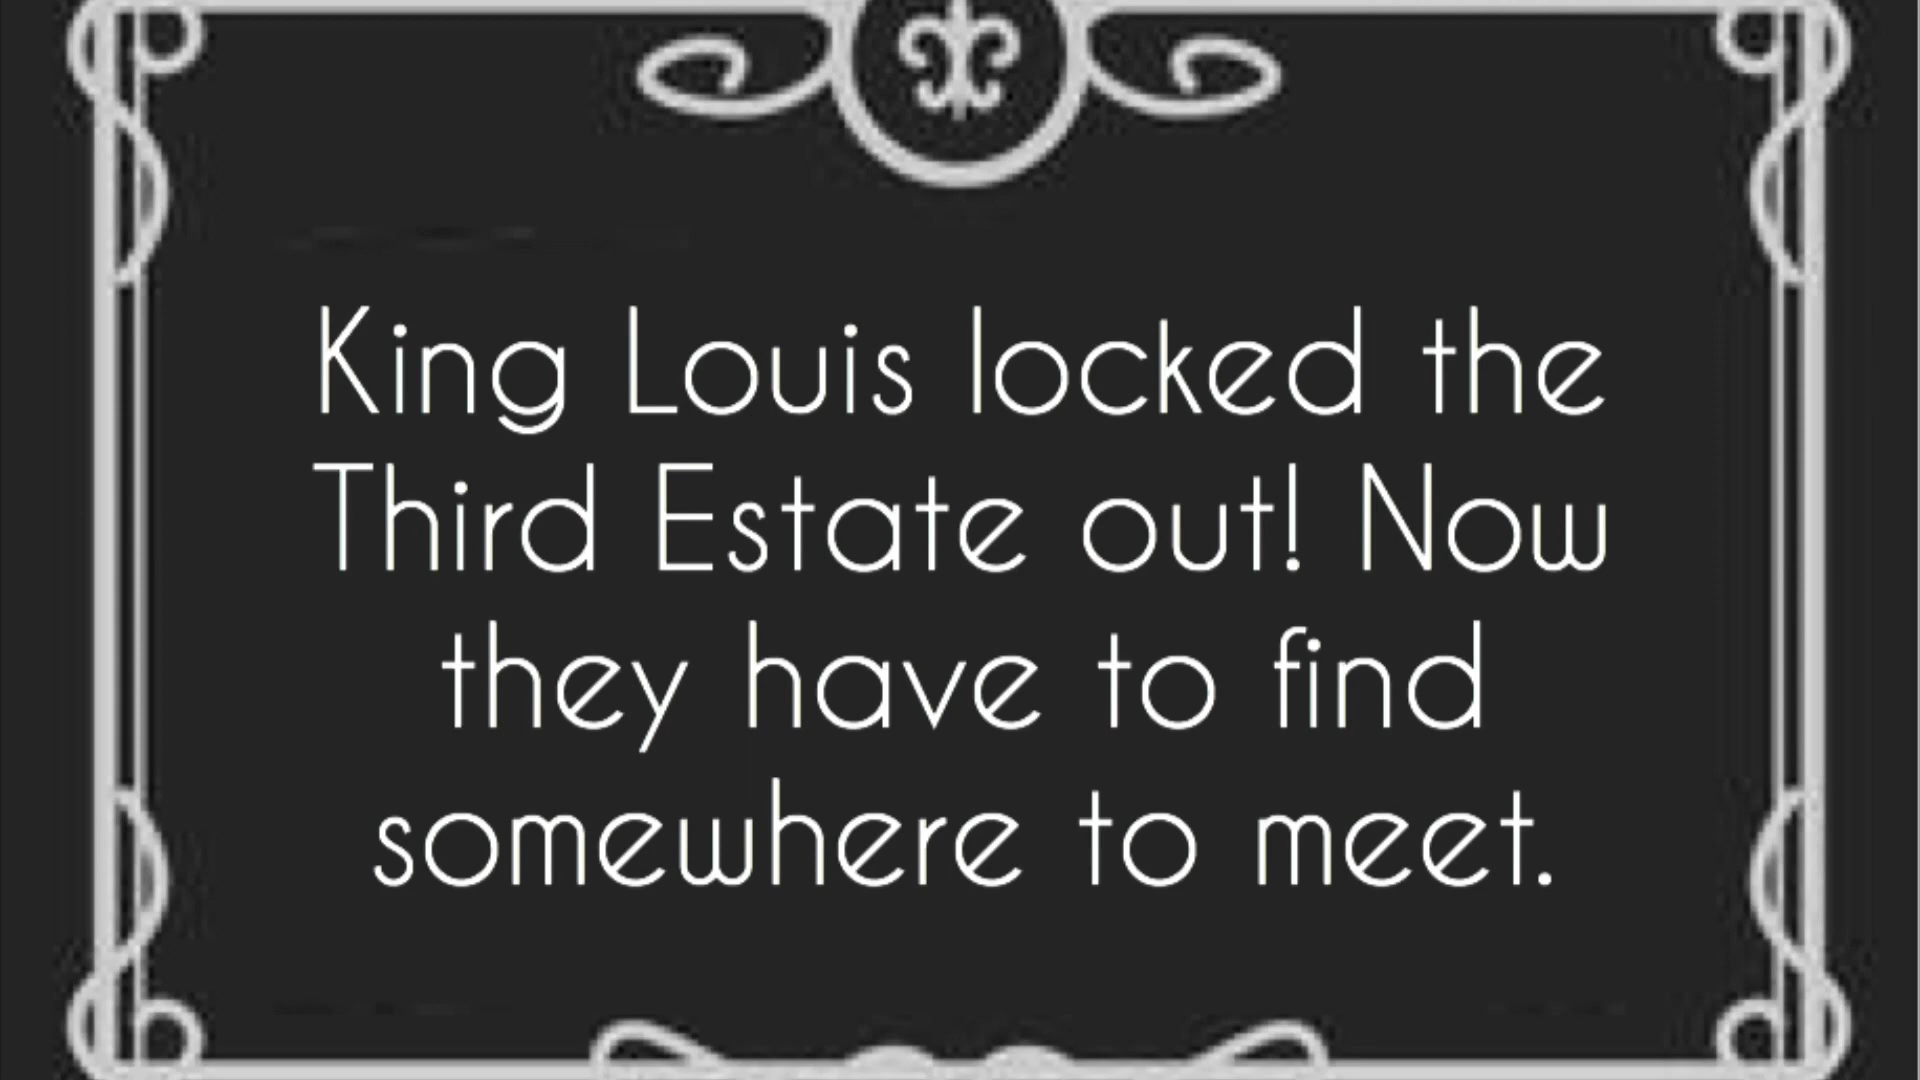 King Louis locked the
Third Estate out! Now
they have to find
somewhere to meet.